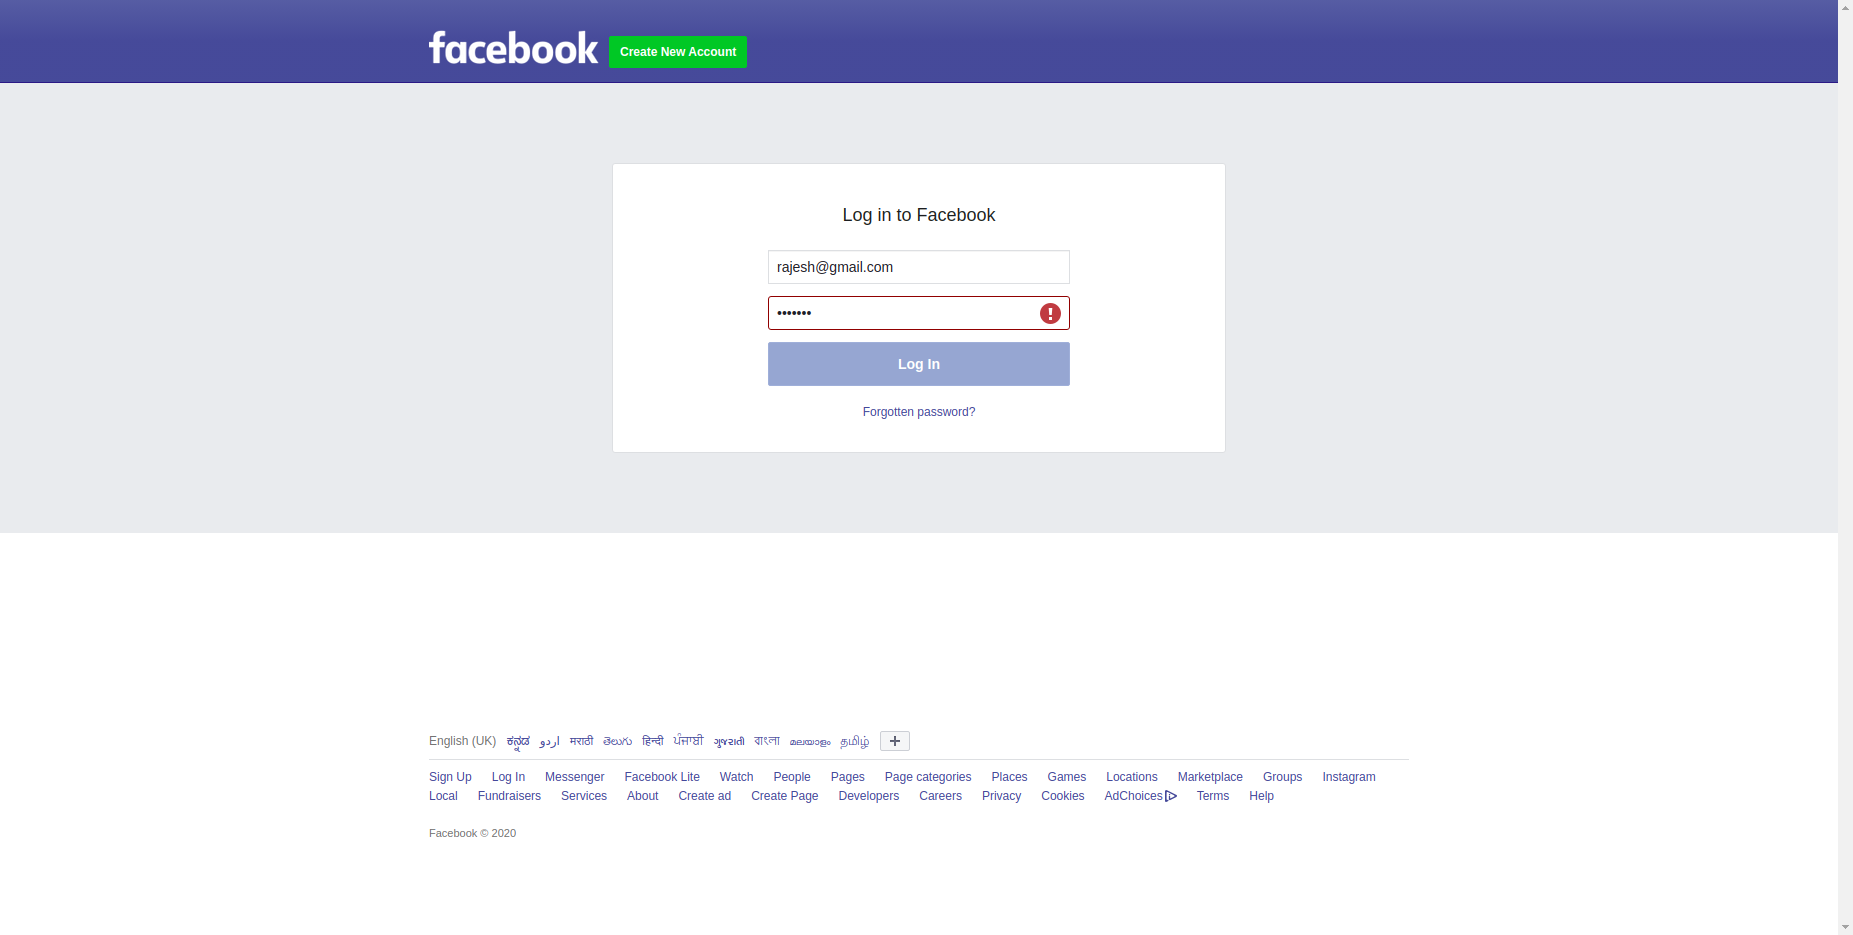 facebook Create New Account
Log in to Facebook
rajesh@gmail.com
•••••••
Log In
Forgotten password?
English (UK) ಕನ್ನಡ اردو मराठी తెలుగు हिन्दी ਪੰਜਾਬੀ ગુજરાતી বাংলা മലയാളം தமிழ்
Sign Up Log In Messenger Facebook Lite Watch People Pages Page categories Places Games Locations Marketplace Groups Instagram
Local Fundraisers Services About Create ad Create Page Developers Careers Privacy Cookies AdChoices Terms Help
Facebook © 2020